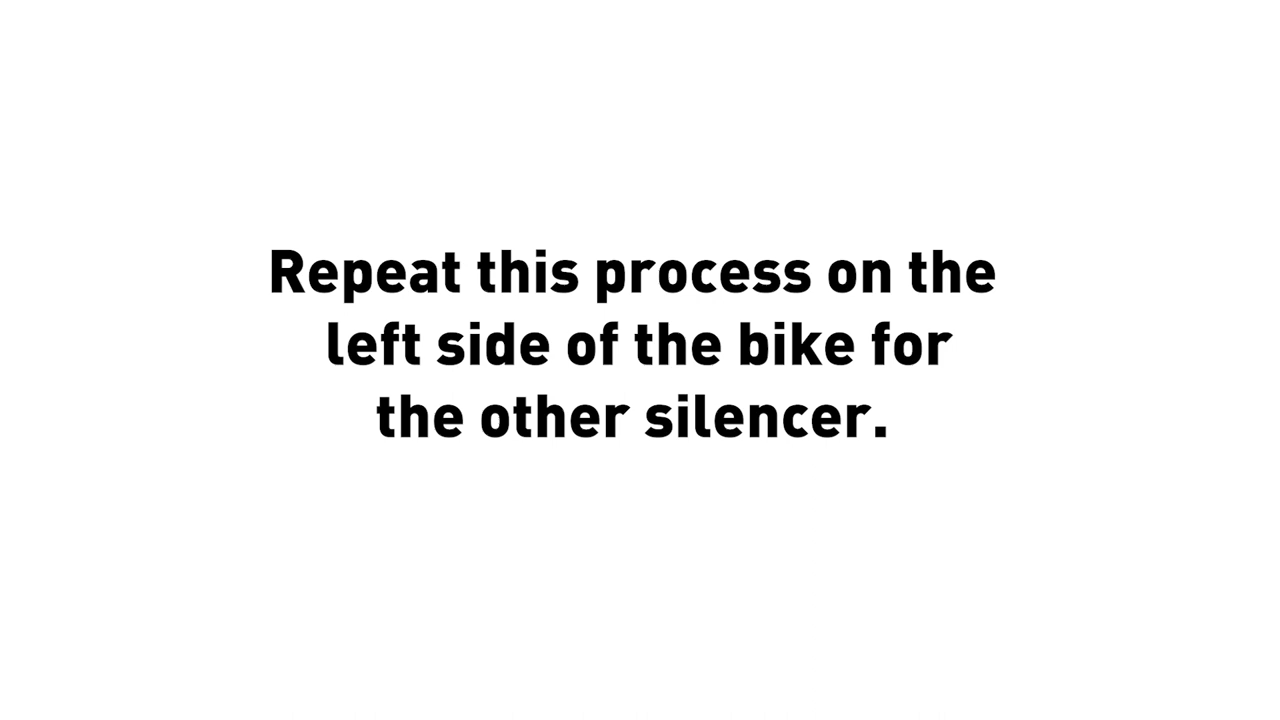 Repeat this process on the
left side of the bike for
the other silencer.